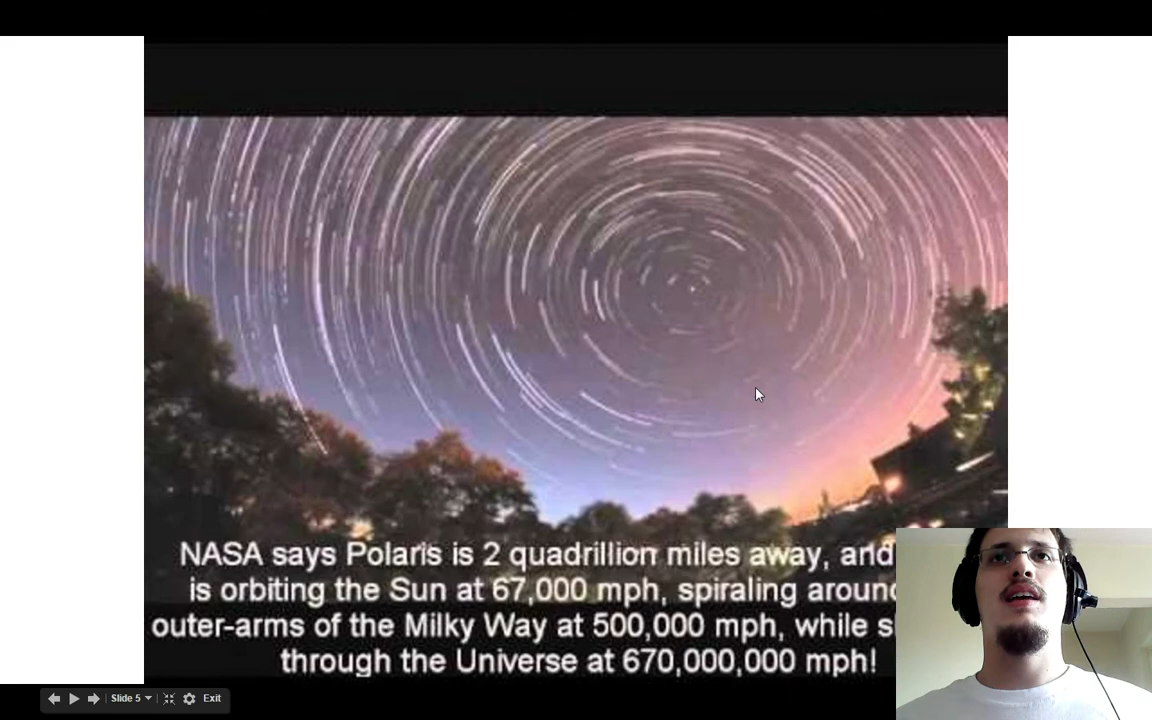 NASA says Polaris is 2 quadrillion miles away, and
is orbiting the Sun at 67,000 mph, spiraling
outer-arms of the Milky Way at 500,000 mph, while
through the Universe at 670,000,000 mph!
Slide 5 Exit